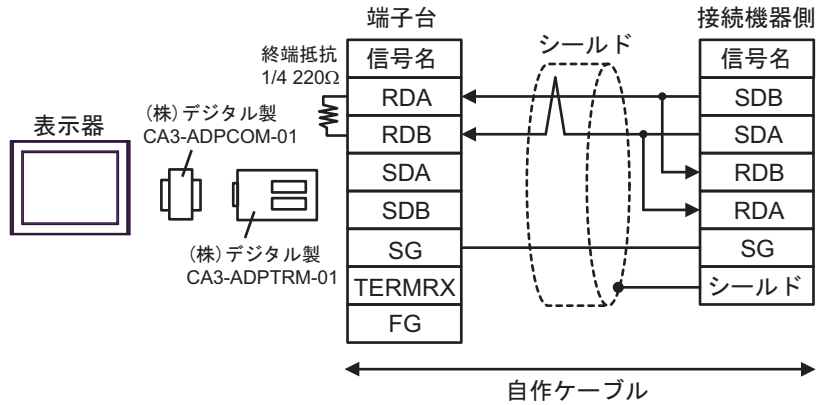 端子台
接続機器側
終端抵抗
1/4 220Ω
シールド
信号名
信号名
RDA
SDB
RDB
SDA
SDA
RDB
SDB
RDA
SG
SG
TERMRX
シールド
FG
表示器
(株)デジタル製
CA3-ADPCOM-01
(株)デジタル製
CA3-ADPTRM-01
自作ケーブル